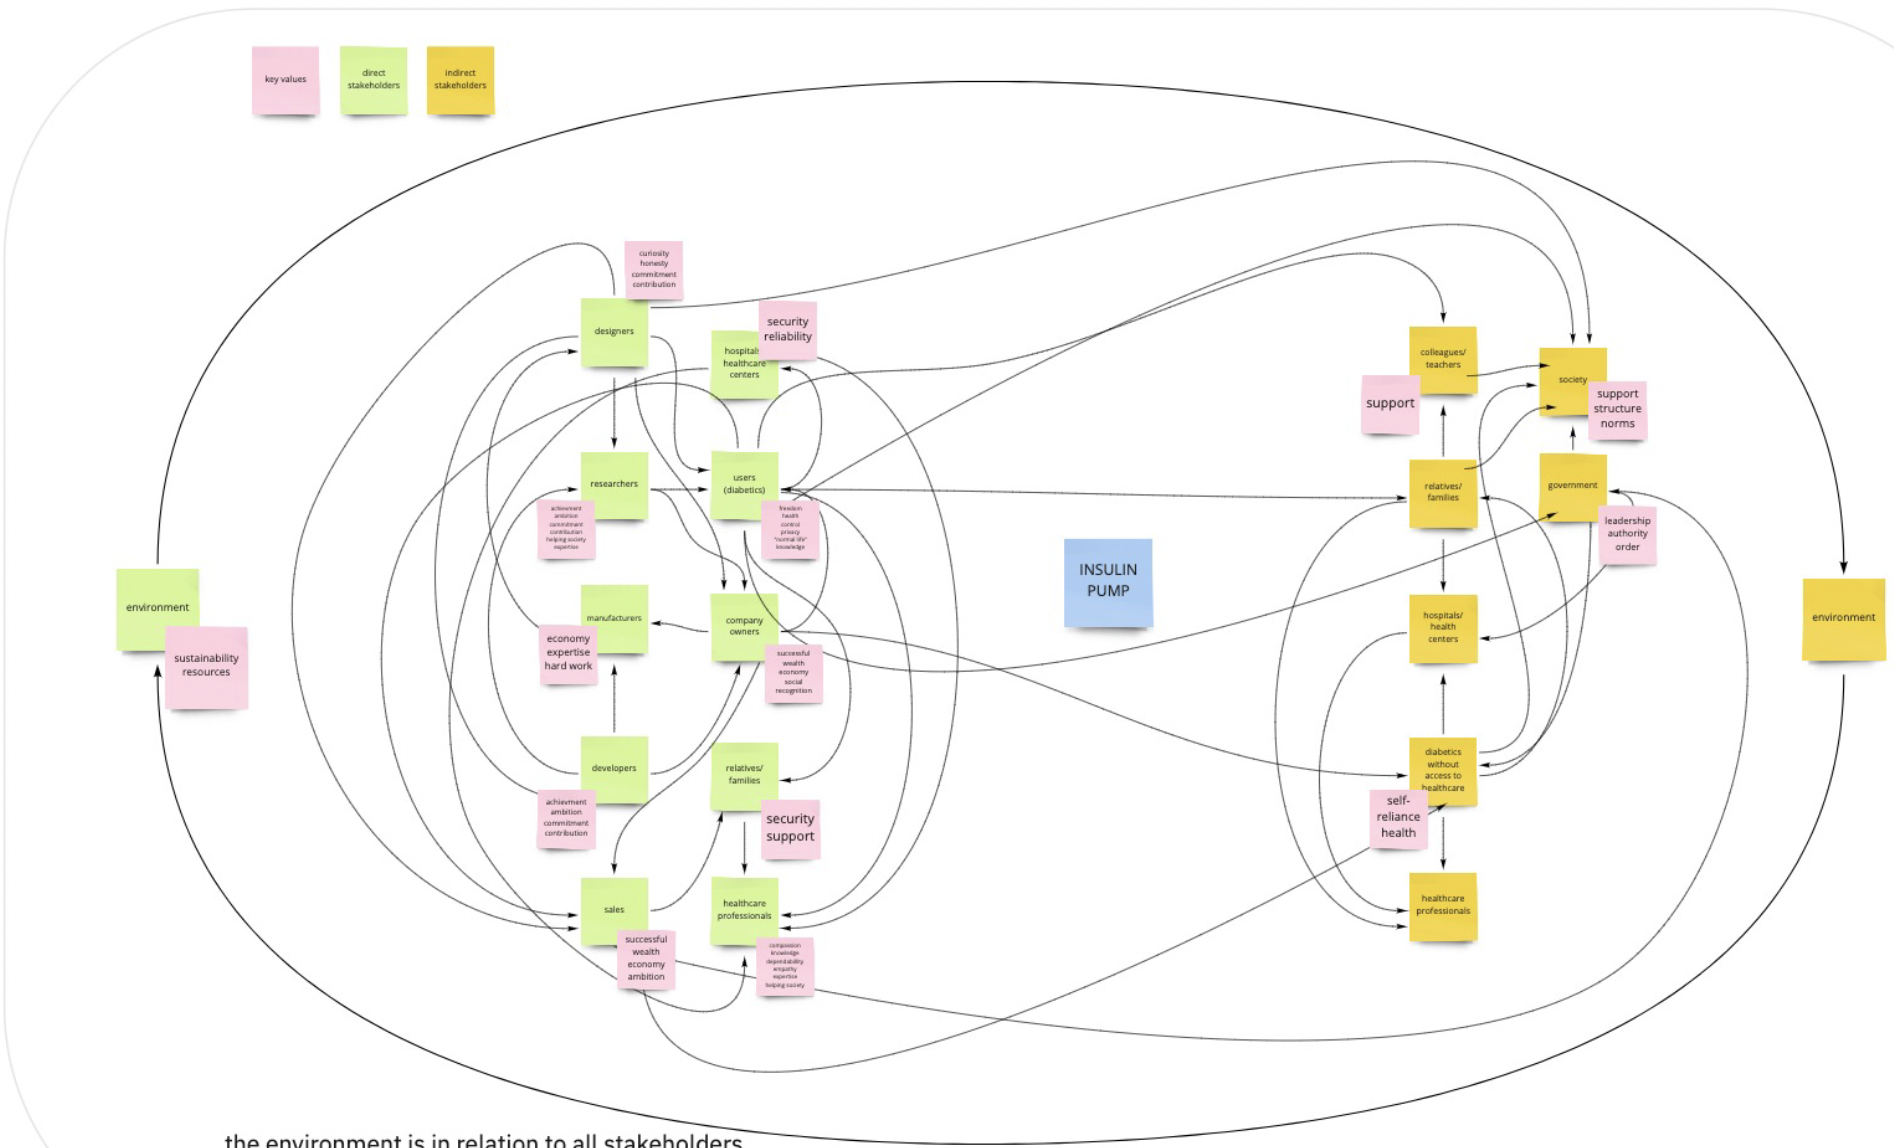 key values
direct
stakeholders
indirect
stakeholders
curiosity
honesty
commitment
contribution
designers
security
reliability
hospitals
healthcare
centers
colleagues/
teachers
society
support
support
structure
norms
researchers
users
(diabetics)
relatives/
families
government
achievment
ambition
commitment
contribution
helping society
expertise
freedom
health
control
privacy
"normal life"
knowledge
leadership
authority
order
INSULIN
PUMP
environment
sustainability
resources
manufacturers
economy
expertise
hard work
company
owners
successful
wealth
economy
social
recognition
hospitals/
health
centers
environment
developers
achievment
ambition
commitment
contribution
relatives/
families
security
support
diabetics
without
access to
healthcare
self-
reliance
health
sales
successful
wealth
economy
ambition
healthcare
professionals
compassion
knowledge
dependability
empathy
expertise
helping society
healthcare
professionals
the environment is in relation to all stakeholders